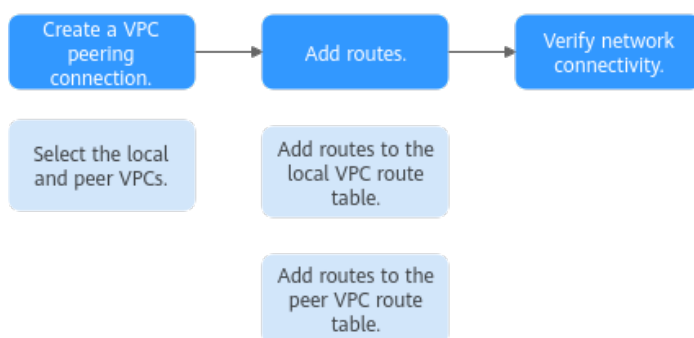 Create a VPC
peering
connection.
Add routes.
Verify network
connectivity.
Select the local
and peer VPCs.
Add routes to the
local VPC route
table.
Add routes to the
peer VPC route
table.